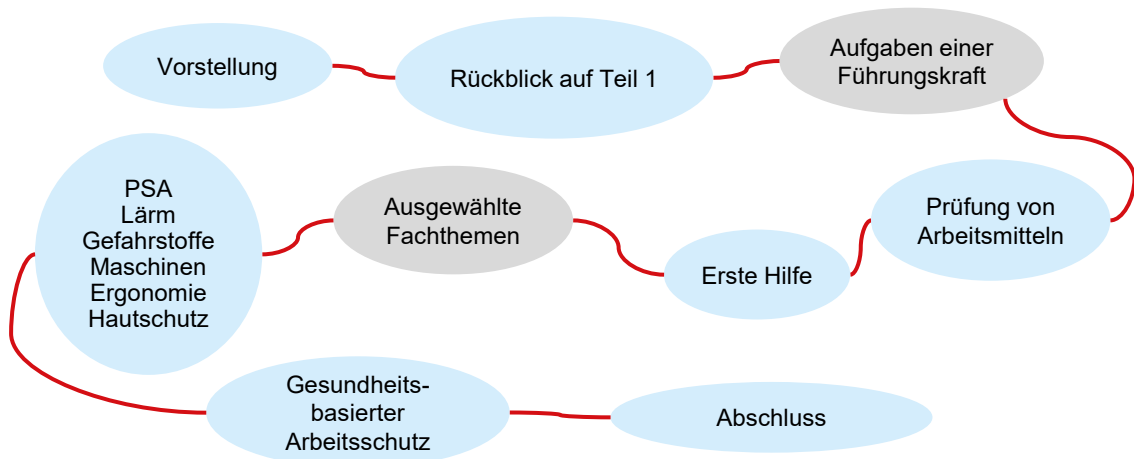 Vorstellung
Rückblick auf Teil 1
Aufgaben einer
Führungskraft
Prüfung von
Arbeitsmitteln
Erste Hilfe
Ausgewählte
Fachthemen
PSA
Lärm
Gefahrstoffe
Maschinen
Ergonomie
Hautschutz
Gesundheits-
basierter
Arbeitsschutz
Abschluss